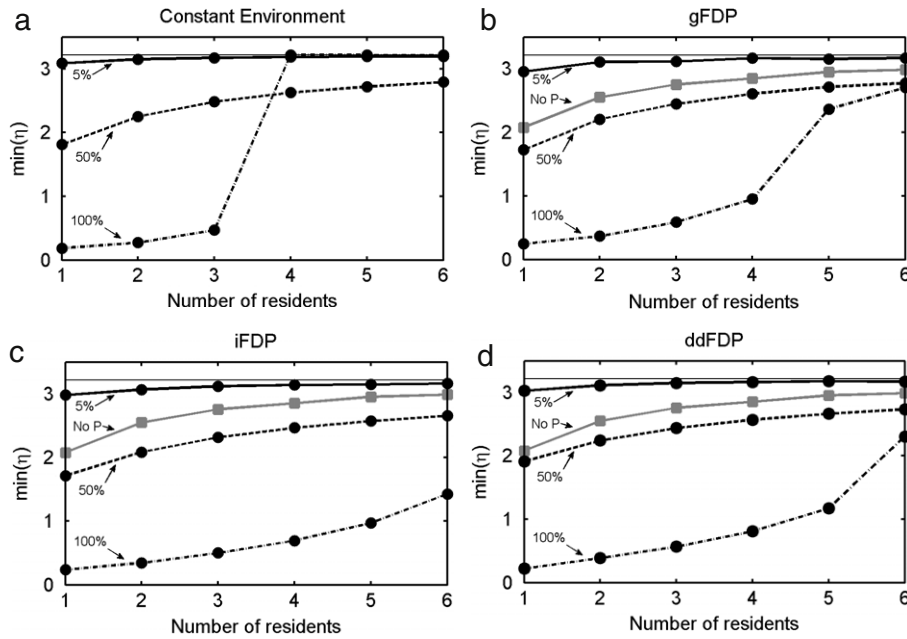 a
Constant Environment
min(η)
3
2
1
0
5%
50%
100%
1 2 3 4 5 6
Number of residents
b
gFDP
min(η)
3
2
1
0
5%
No P
50%
100%
1 2 3 4 5 6
Number of residents
c
iFDP
min(η)
3
2
1
0
5%
No P
50%
100%
1 2 3 4 5 6
Number of residents
d
ddFDP
min(η)
3
2
1
0
5%
No P
50%
100%
1 2 3 4 5 6
Number of residents